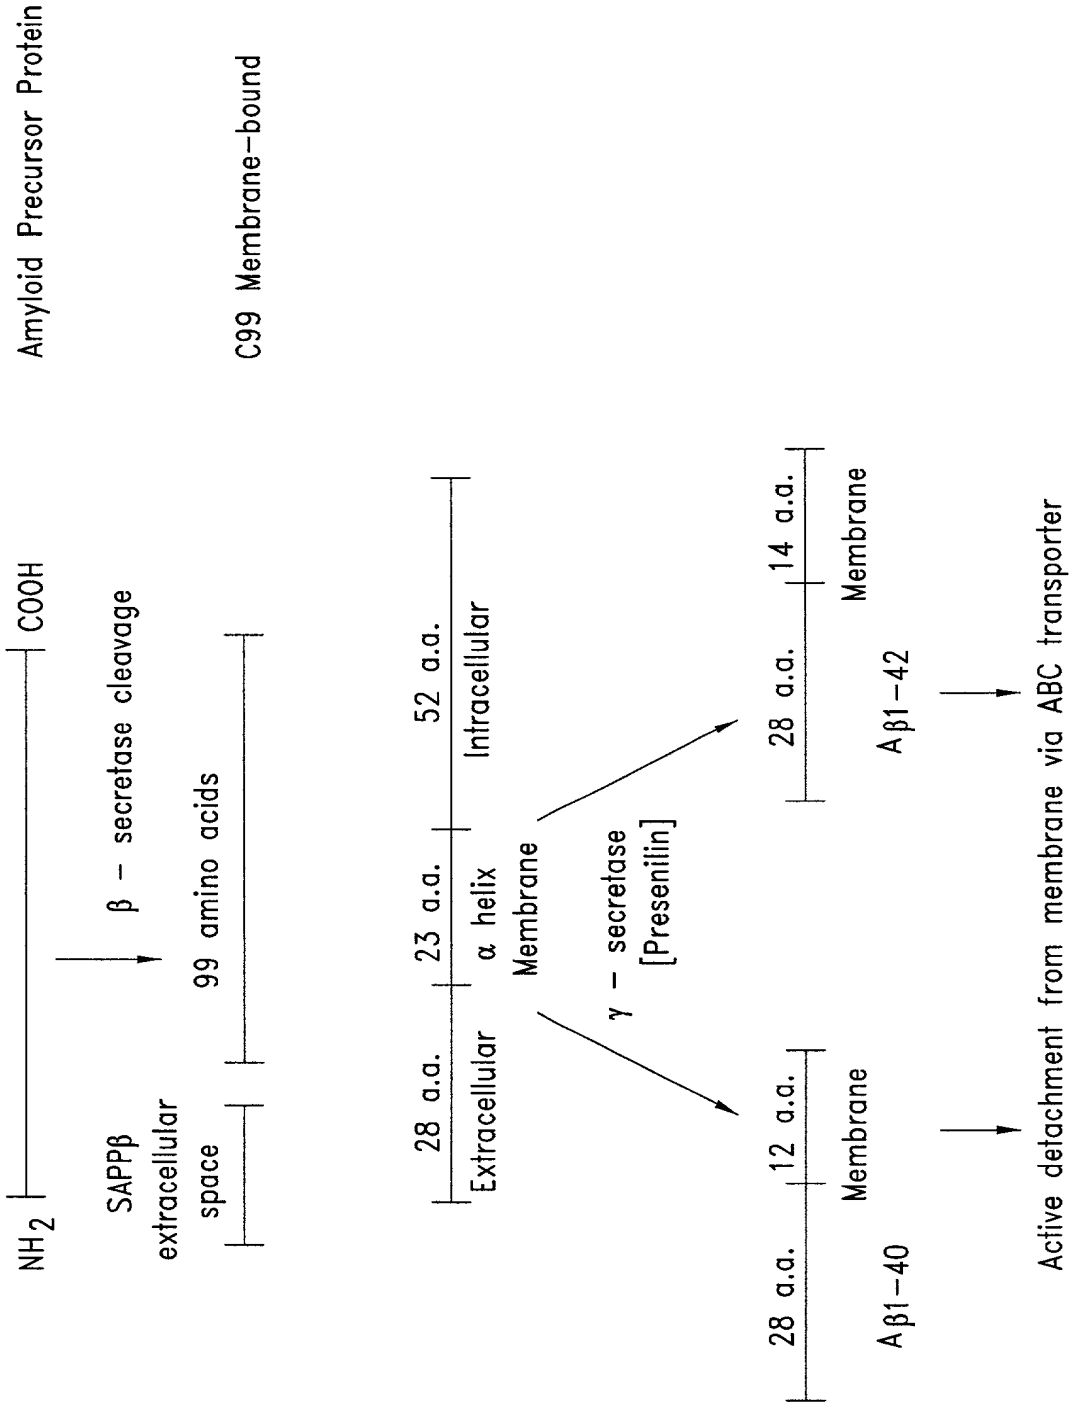 NH2
COOH
Amyloid Precursor Protein
β – secretase cleavage
SAPPβ
extracellular
space
99 amino acids
C99 Membrane-bound
28 a.a.
23 a.a.
52 a.a.
Extracellular
α helix
Membrane
Intracellular
γ – secretase
[Presenilin]
28 a.a.
12 a.a.
Membrane
Aβ1-40
28 a.a.
14 a.a.
Membrane
Aβ1-42
Active detachment from membrane via ABC transporter